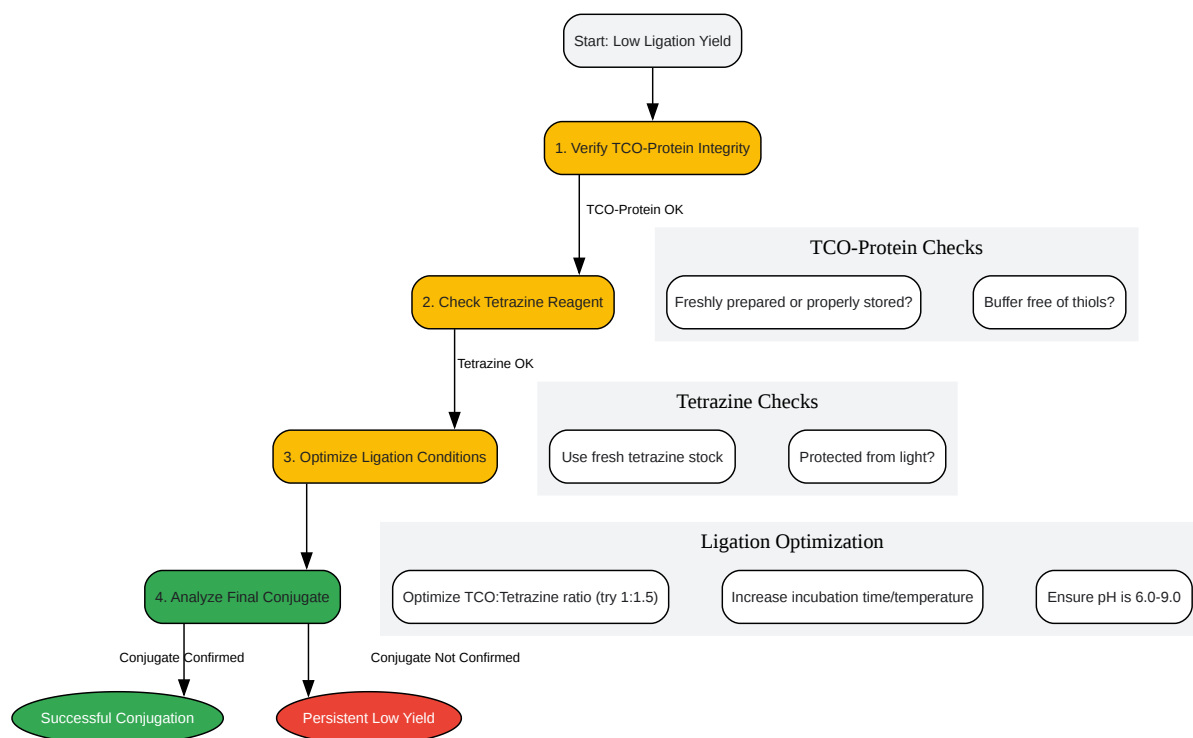 Start: Low Ligation Yield
1. Verify TCO-Protein Integrity
TCO-Protein OK
TCO-Protein Checks
2. Check Tetrazine Reagent
Freshly prepared or properly stored?
Buffer free of thiols?
Tetrazine OK
Tetrazine Checks
3. Optimize Ligation Conditions
Use fresh tetrazine stock
Protected from light?
Ligation Optimization
4. Analyze Final Conjugate
Optimize TCO:Tetrazine ratio (try 1:1.5)
Increase incubation time/temperature
Ensure pH is 6.0-9.0
Conjugate Confirmed
Conjugate Not Confirmed
Successful Conjugation
Persistent Low Yield